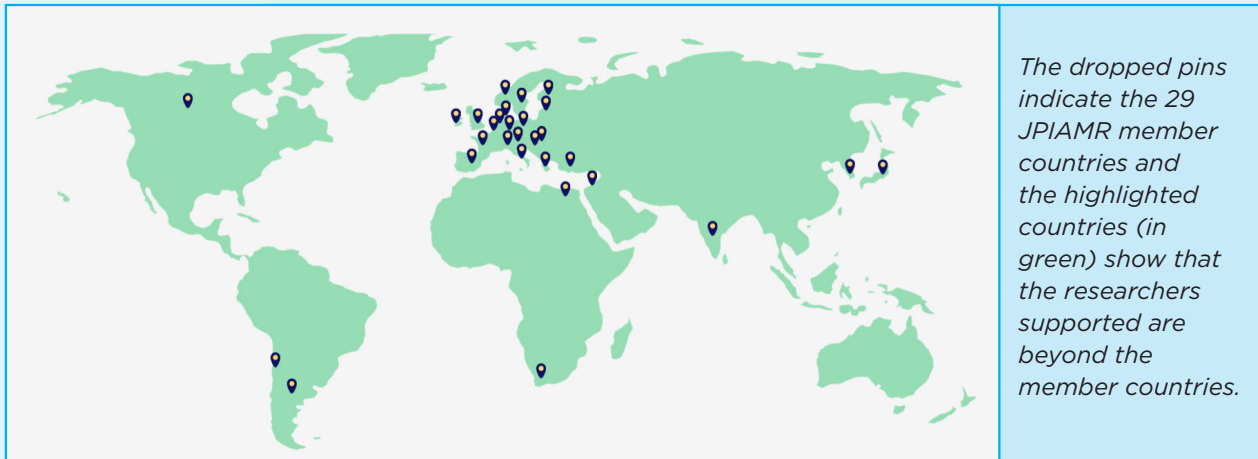 The dropped pins
indicate the 29
JPIAMR member
countries and
the highlighted
countries (in
green) show that
the researchers
supported are
beyond the
member countries.